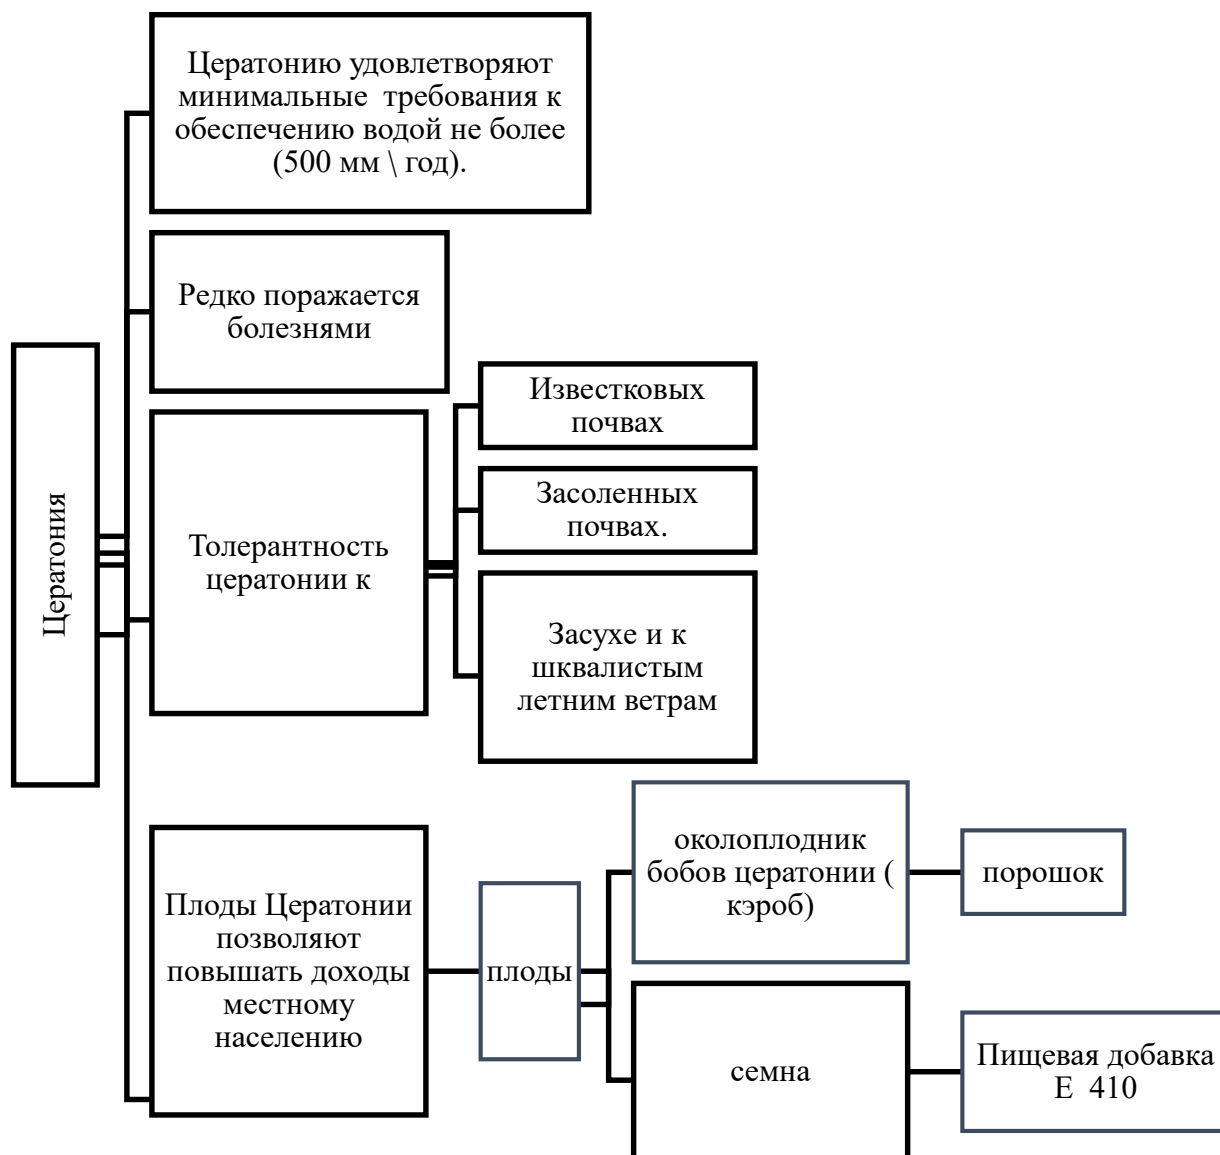 Цератонию удовлетворяют
минимальные требования к
обеспечению водой не более
(500 мм \ год).
Редко поражается
болезнями
Цератония
Толерантность
цератонии к
Известковых
почвах
Засоленных
почвах.
Засухе и к
шквалистым
летним ветрам
Плоды Цератонии
позволяют
повышать доходы
местному
населению
плоды
околоплодник
бобов цератонии (
кэроб)
порошок
семна
Пищевая добавка
Е 410